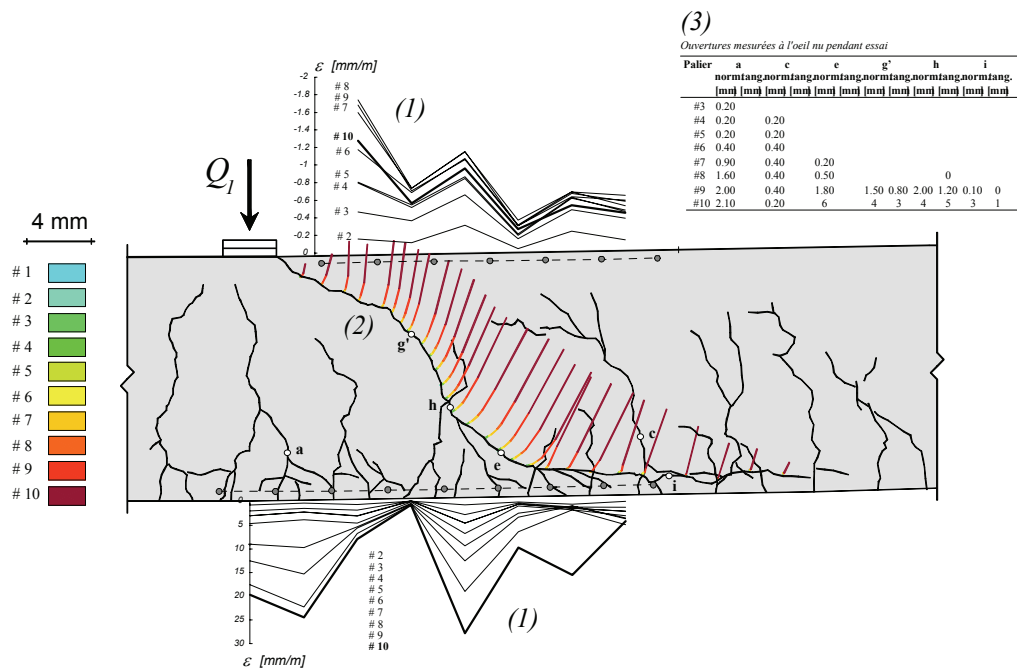 (3)
Ouvertures mesurées à l'oeil nu pendant essai
Palier a c e g' h i
norm.tang.norm.tang.norm.tang. norm.tang.norm.tang.norm.tang.
[mm] [mm] [mm] [mm] [mm] [mm] [mm] [mm] [mm] [mm] [mm] [mm]
#3 0.20
#4 0.20 0.20
#5 0.20 0.20
#6 0.40 0.40
#7 0.90 0.40 0.20
#8 1.60 0.40 0.50 0
#9 2.00 0.40 1.80 1.50 0.80 2.00 1.20 0.10 0
#10 2.10 0.20 6 4 3 4 5 3 1
ε [mm/m]
-2
-1.8
-1.6
-1.4
-1.2
-1
-0.8
-0.6
-0.4
-0.2
0
# 8
# 9
# 7
# 10
# 6
# 5
# 4
# 3
# 2
(1)
Q1
4 mm
# 1
# 2
# 3
# 4
# 5
# 6
# 7
# 8
# 9
# 10
(2)
g'
h
a
e
c
i
0
5
10
15
20
25
30
ε [mm/m]
# 2
# 3
# 4
# 5
# 6
# 7
# 8
# 9
# 10
(1)